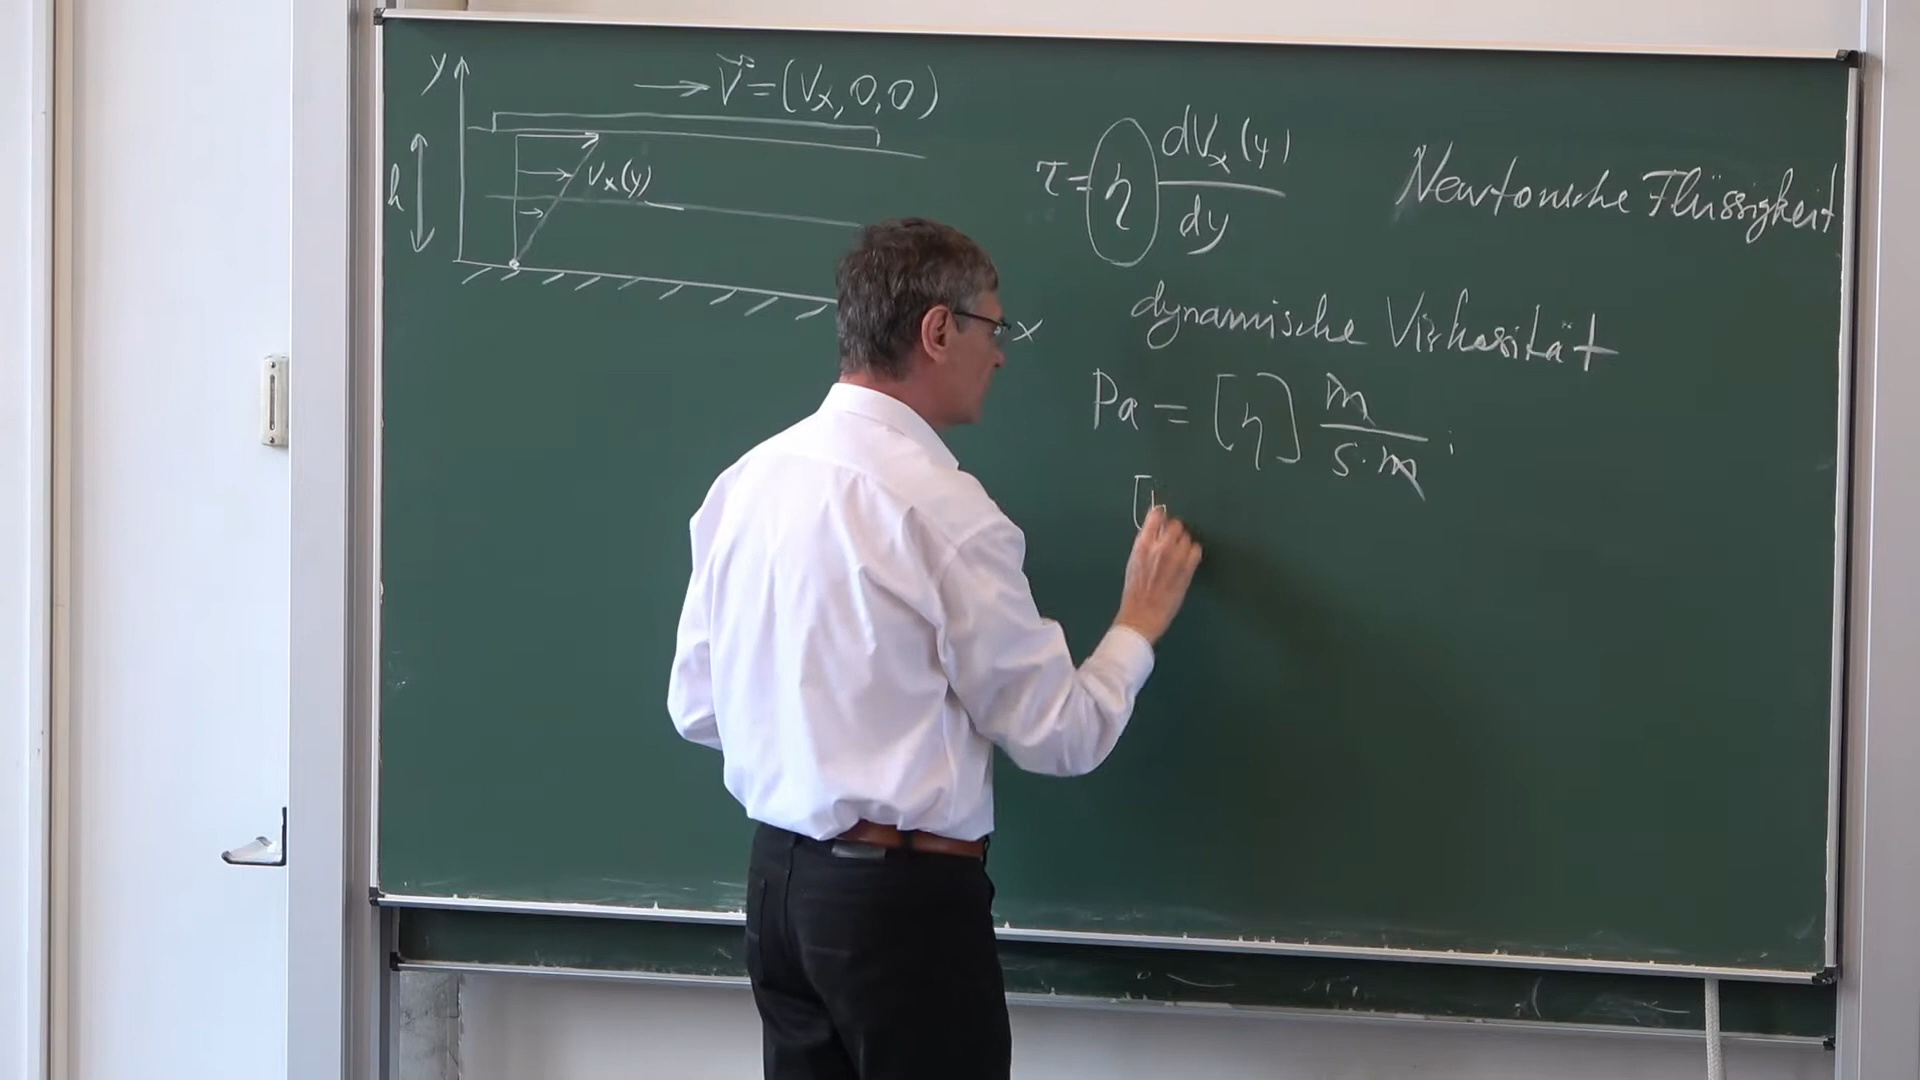 y
V⃗ = (Vx, 0, 0)
h
Vx(y)
x
τ = η dVx(y) / dy
Newtonsche Flüssigkeit
dynamische Viskosität
Pa = [η] m / s·m ;
[